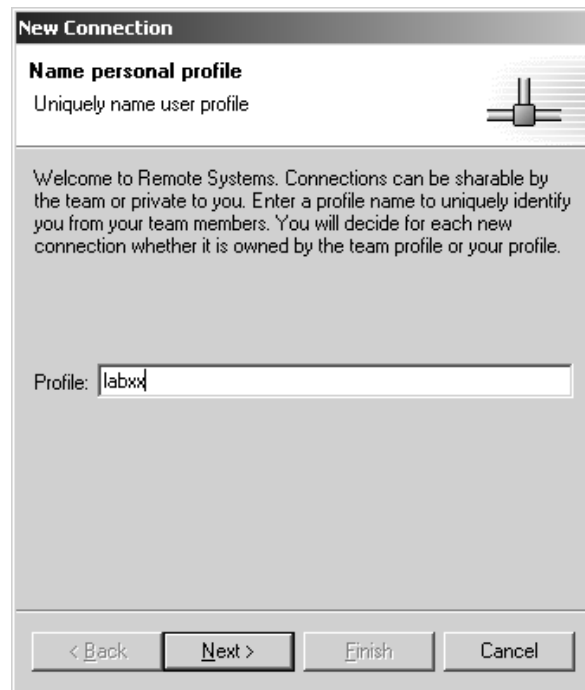 New Connection
Name personal profile
Uniquely name user profile
Welcome to Remote Systems. Connections can be sharable by
the team or private to you. Enter a profile name to uniquely identify
you from your team members. You will decide for each new
connection whether it is owned by the team profile or your profile.
Profile: labxx
< Back Next > Finish Cancel